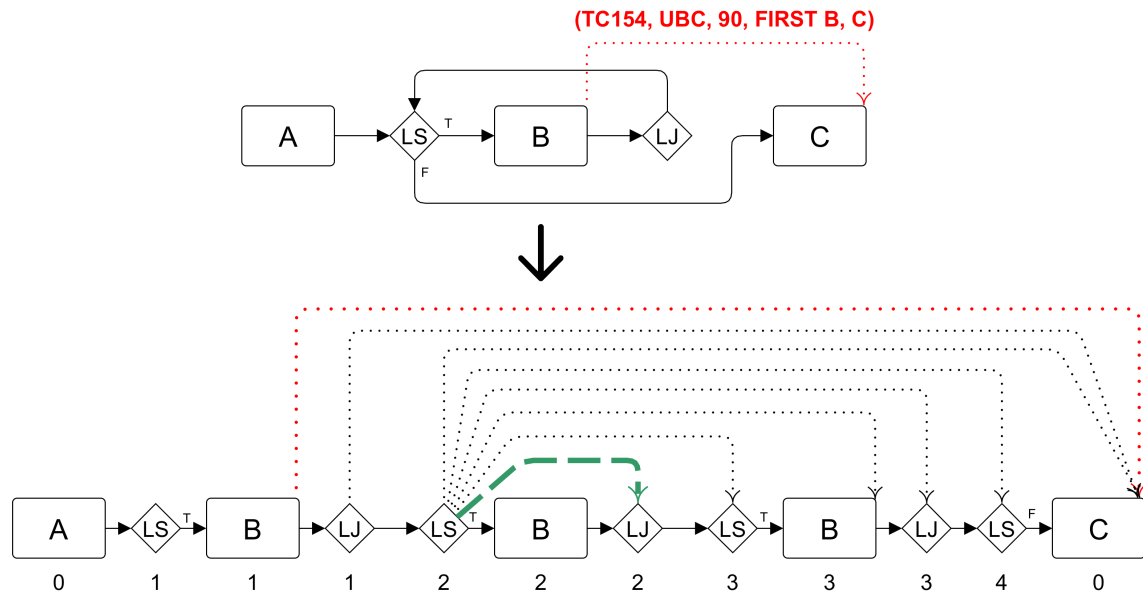 (TC154, UBC, 90, FIRST B, C)
A LS T B LJ C
F
A LS T B LJ LS T B LJ LS T B LJ LS F C
0 1 1 1 2 2 2 3 3 3 4 0